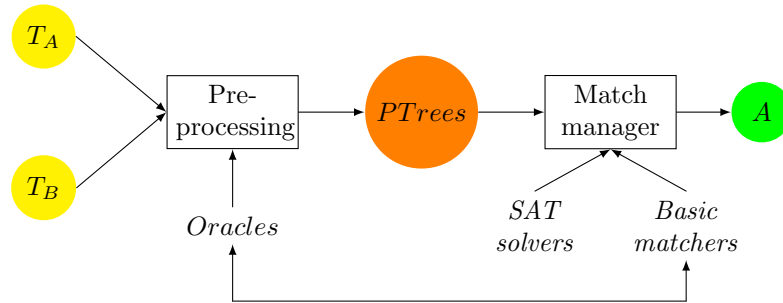 T_A
Pre-
processing
PTrees
Match
manager
A
T_B
Oracles
SAT
solvers
Basic
matchers